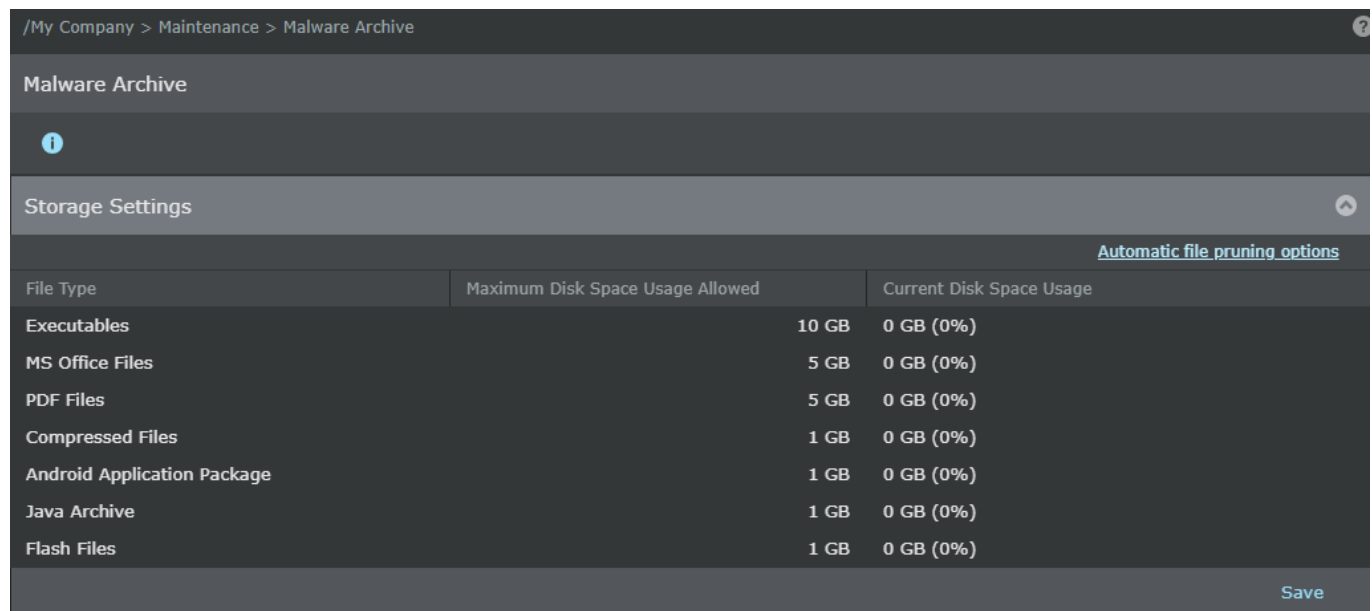 /My Company > Maintenance > Malware Archive
Malware Archive
Storage Settings
Automatic file pruning options
File Type Maximum Disk Space Usage Allowed Current Disk Space Usage
Executables 10 GB 0 GB (0%)
MS Office Files 5 GB 0 GB (0%)
PDF Files 5 GB 0 GB (0%)
Compressed Files 1 GB 0 GB (0%)
Android Application Package 1 GB 0 GB (0%)
Java Archive 1 GB 0 GB (0%)
Flash Files 1 GB 0 GB (0%)
Save